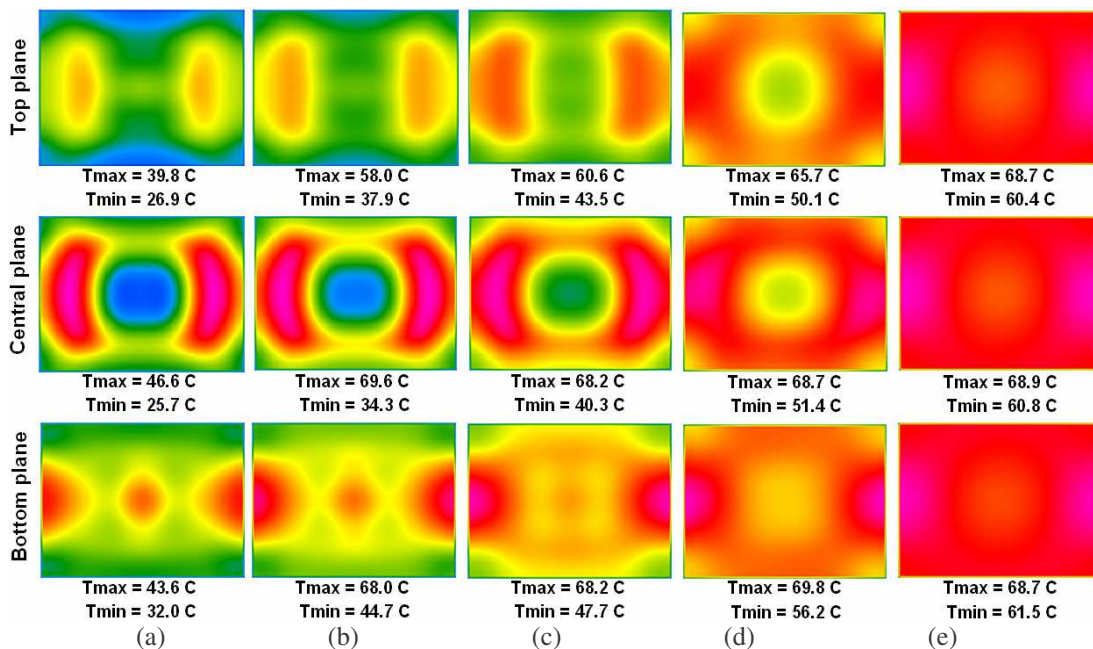 Top plane
Tmax = 39.8 C
Tmin = 26.9 C
Tmax = 58.0 C
Tmin = 37.9 C
Tmax = 60.6 C
Tmin = 43.5 C
Tmax = 65.7 C
Tmin = 50.1 C
Tmax = 68.7 C
Tmin = 60.4 C
Central plane
Tmax = 46.6 C
Tmin = 25.7 C
Tmax = 69.6 C
Tmin = 34.3 C
Tmax = 68.2 C
Tmin = 40.3 C
Tmax = 68.7 C
Tmin = 51.4 C
Tmax = 68.9 C
Tmin = 60.8 C
Bottom plane
Tmax = 43.6 C
Tmin = 32.0 C
Tmax = 68.0 C
Tmin = 44.7 C
Tmax = 68.2 C
Tmin = 47.7 C
Tmax = 69.8 C
Tmin = 56.2 C
Tmax = 68.7 C
Tmin = 61.5 C
(a)
(b)
(c)
(d)
(e)